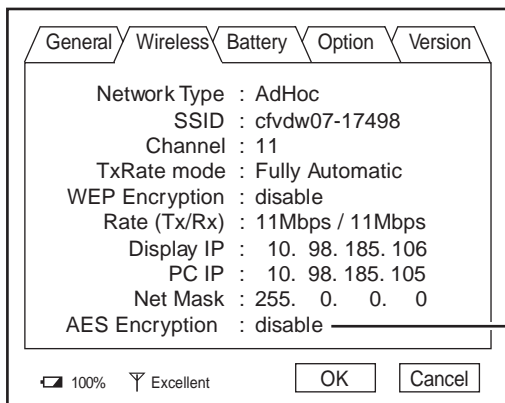 General Wireless Battery Option Version
Network Type : AdHoc
SSID : cfvdw07-17498
Channel : 11
TxRate mode : Fully Automatic
WEP Encryption : disable
Rate (Tx/Rx) : 11Mbps / 11Mbps
Display IP : 10. 98. 185. 106
PC IP : 10. 98. 185. 105
Net Mask : 255. 0. 0. 0
AES Encryption : disable
100% Excellent OK Cancel